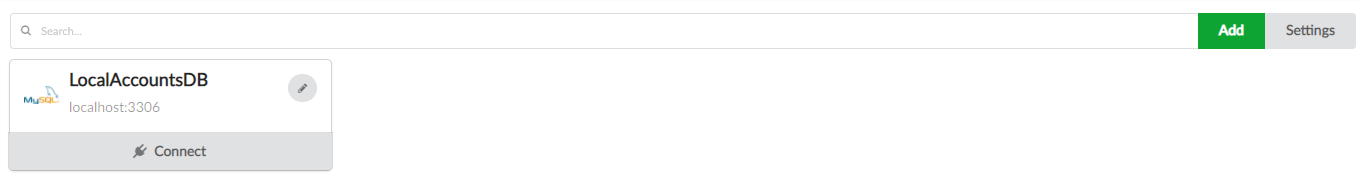 Search...
Add
Settings
LocalAccountsDB
MySQL
localhost:3306
Connect